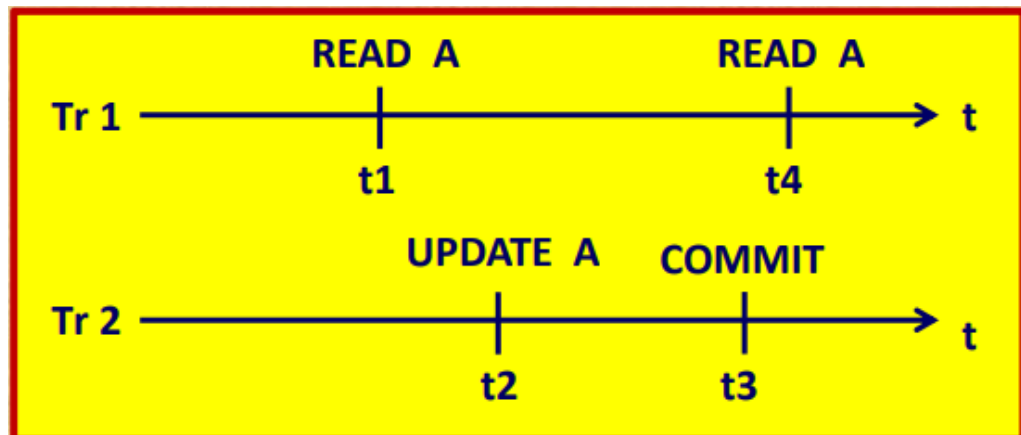 READ A READ A
Tr 1 t
t1 t4
UPDATE A COMMIT
Tr 2 t
t2 t3